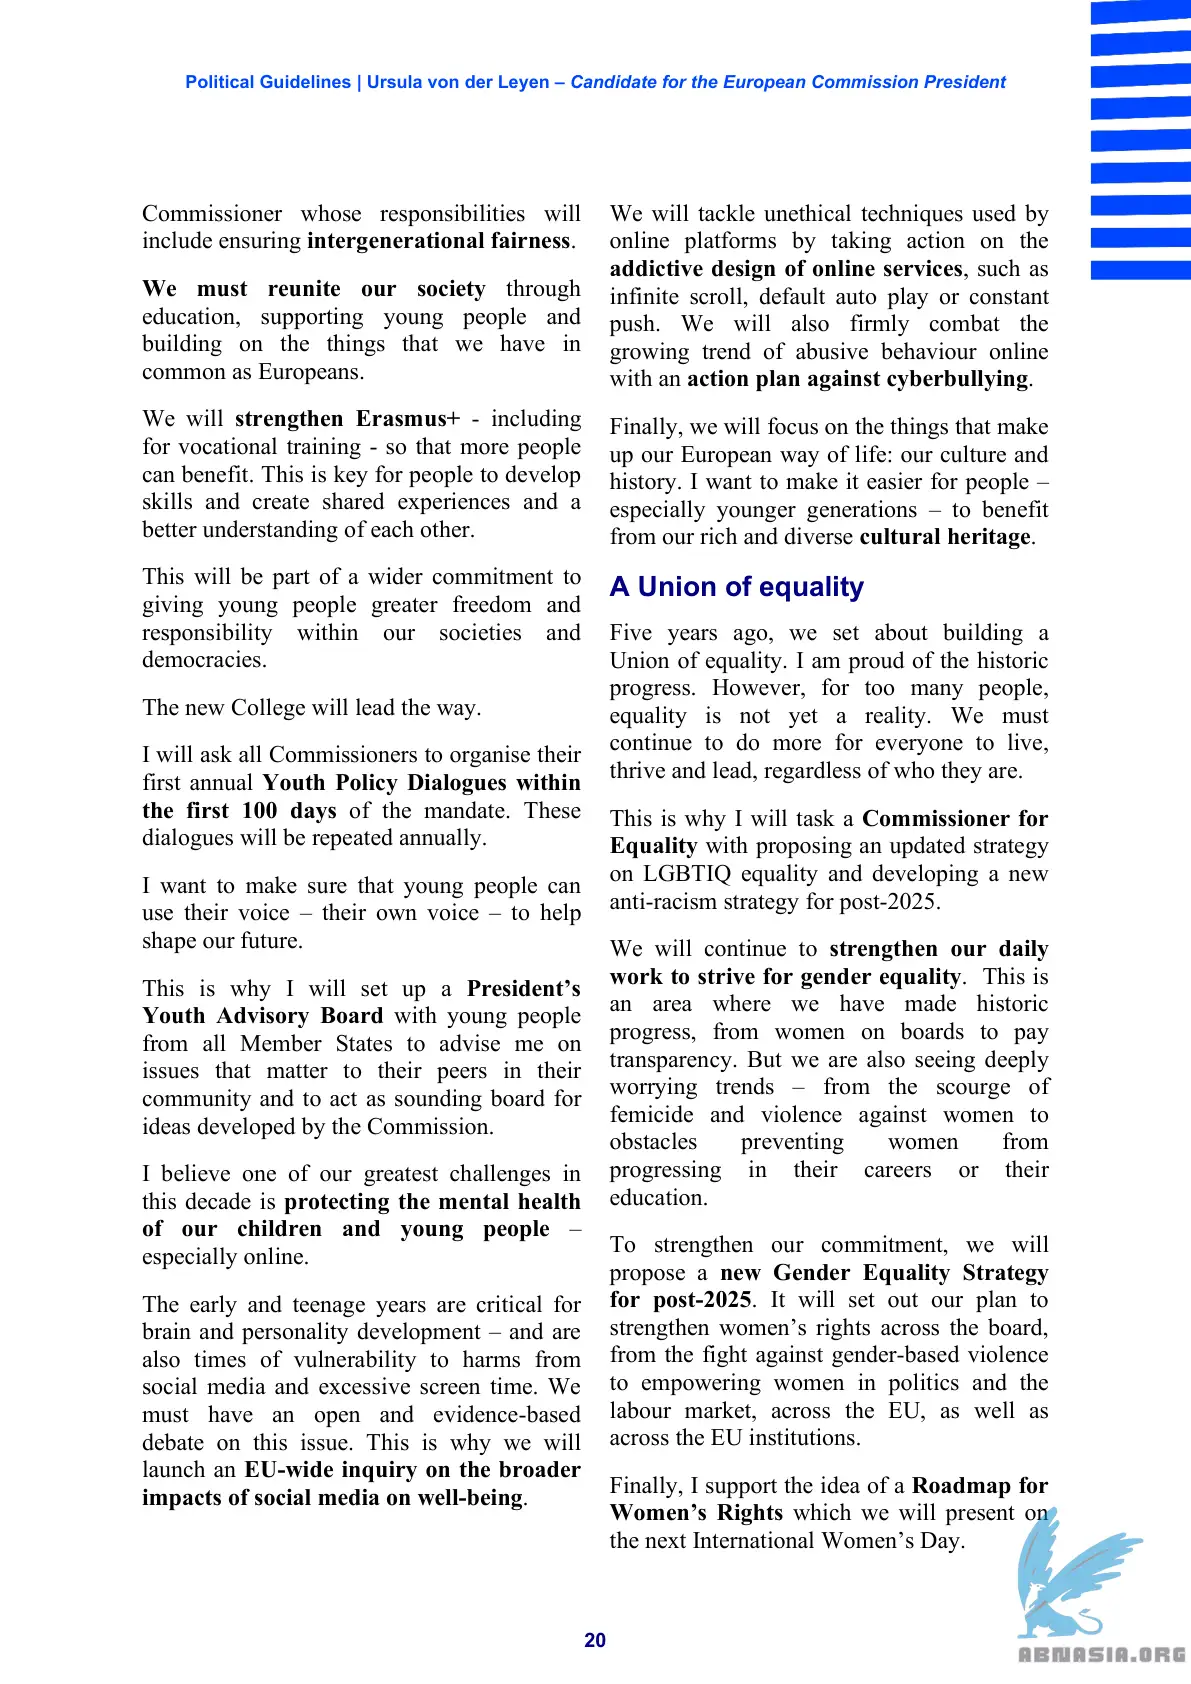 Political Guidelines | Ursula von der Leyen – Candidate for the European Commission President
Commissioner whose responsibilities will
include ensuring intergenerational fairness.
We must reunite our society through
education, supporting young people and
building on the things that we have in
common as Europeans.
We will strengthen Erasmus+ - including
for vocational training - so that more people
can benefit. This is key for people to develop
skills and create shared experiences and a
better understanding of each other.
This will be part of a wider commitment to
giving young people greater freedom and
responsibility within our societies and
democracies.
The new College will lead the way.
I will ask all Commissioners to organise their
first annual Youth Policy Dialogues within
the first 100 days of the mandate. These
dialogues will be repeated annually.
I want to make sure that young people can
use their voice – their own voice – to help
shape our future.
This is why I will set up a President’s
Youth Advisory Board with young people
from all Member States to advise me on
issues that matter to their peers in their
community and to act as sounding board for
ideas developed by the Commission.
I believe one of our greatest challenges in
this decade is protecting the mental health
of our children and young people –
especially online.
The early and teenage years are critical for
brain and personality development – and are
also times of vulnerability to harms from
social media and excessive screen time. We
must have an open and evidence-based
debate on this issue. This is why we will
launch an EU-wide inquiry on the broader
impacts of social media on well-being.
We will tackle unethical techniques used by
online platforms by taking action on the
addictive design of online services, such as
infinite scroll, default auto play or constant
push. We will also firmly combat the
growing trend of abusive behaviour online
with an action plan against cyberbullying.
Finally, we will focus on the things that make
up our European way of life: our culture and
history. I want to make it easier for people –
especially younger generations – to benefit
from our rich and diverse cultural heritage.
A Union of equality
Five years ago, we set about building a
Union of equality. I am proud of the historic
progress. However, for too many people,
equality is not yet a reality. We must
continue to do more for everyone to live,
thrive and lead, regardless of who they are.
This is why I will task a Commissioner for
Equality with proposing an updated strategy
on LGBTIQ equality and developing a new
anti-racism strategy for post-2025.
We will continue to strengthen our daily
work to strive for gender equality. This is
an area where we have made historic
progress, from women on boards to pay
transparency. But we are also seeing deeply
worrying trends – from the scourge of
femicide and violence against women to
obstacles preventing women from
progressing in their careers or their
education.
To strengthen our commitment, we will
propose a new Gender Equality Strategy
for post-2025. It will set out our plan to
strengthen women’s rights across the board,
from the fight against gender-based violence
to empowering women in politics and the
labour market, across the EU, as well as
across the EU institutions.
Finally, I support the idea of a Roadmap for
Women’s Rights which we will present on
the next International Women’s Day.
20
ABNASIA.ORG